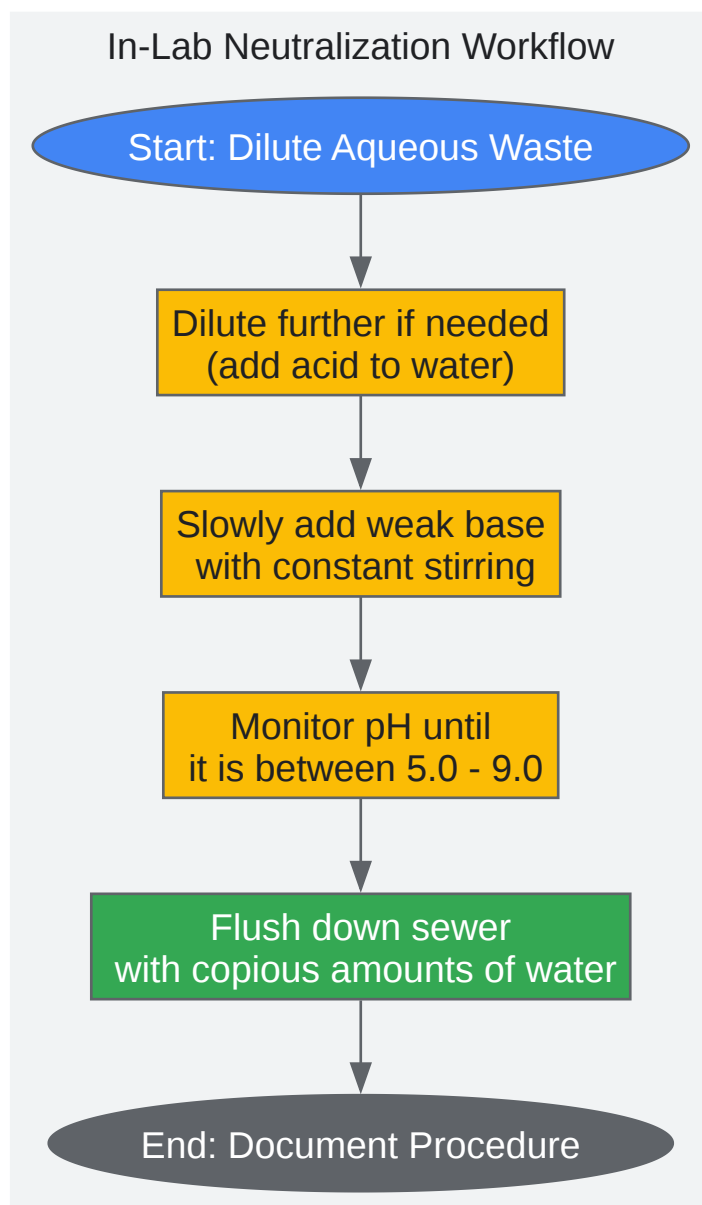 In-Lab Neutralization Workflow
Start: Dilute Aqueous Waste
Dilute further if needed
(add acid to water)
Slowly add weak base
with constant stirring
Monitor pH until
it is between 5.0 - 9.0
Flush down sewer
with copious amounts of water
End: Document Procedure